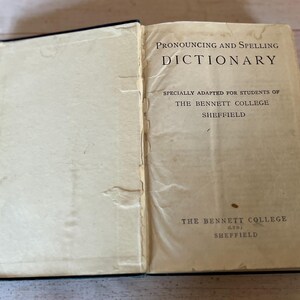 PRONOUNCING AND SPELLING
DICTIONARY
SPECIALLY ADAPTED FOR STUDENTS OF
THE BENNETT COLLEGE
SHEFFIELD
THE BENNETT COLLEGE
SHEFFIELD